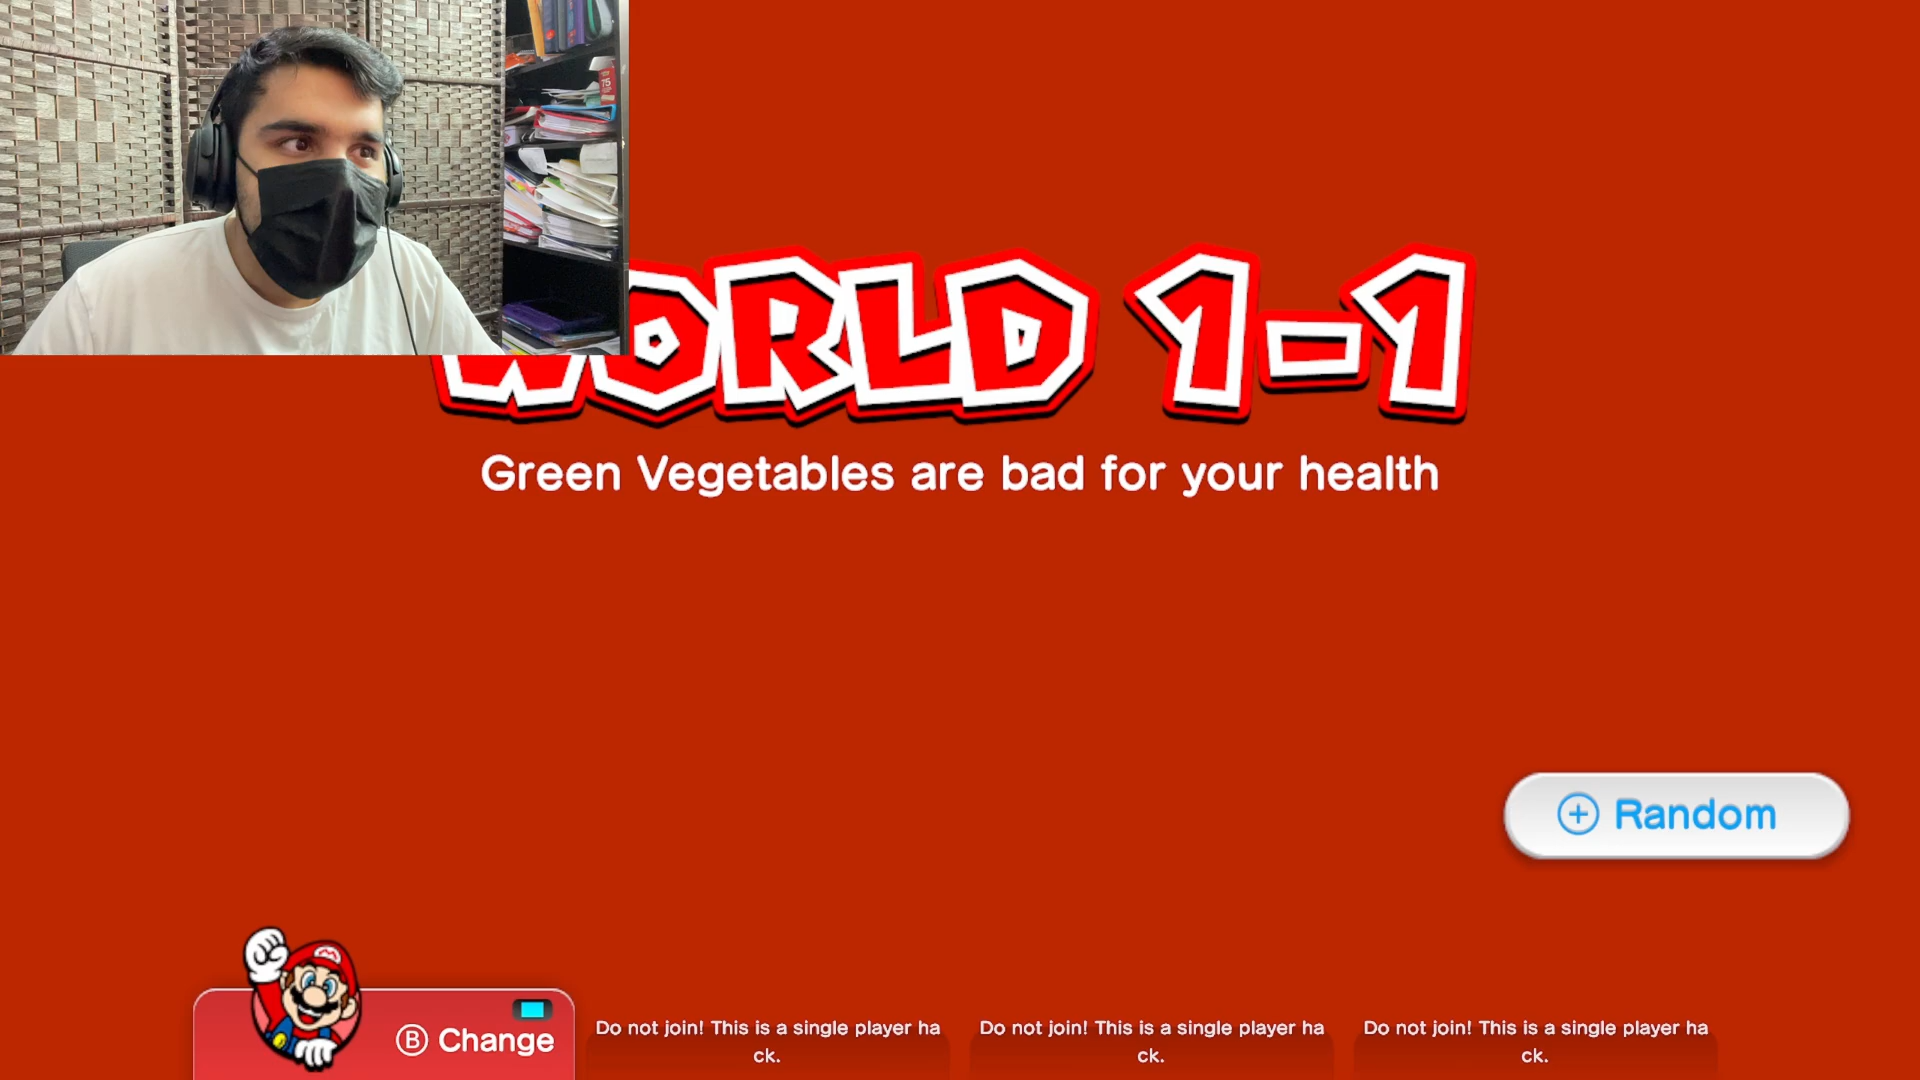 WORLD 1-1
Green Vegetables are bad for your health
Random
B Change
Do not join! This is a single player ha
ck.
Do not join! This is a single player ha
ck.
Do not join! This is a single player ha
ck.